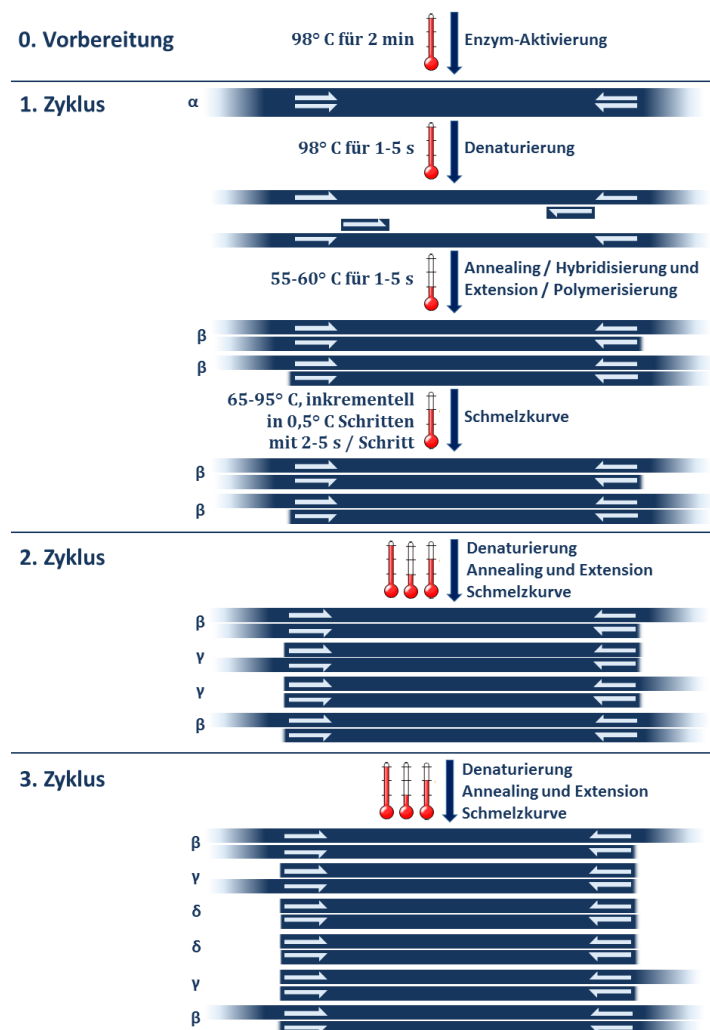 0. Vorbereitung
98° C für 2 min
Enzym-Aktivierung
1. Zyklus
α
98° C für 1-5 s
Denaturierung
55-60° C für 1-5 s
Annealing / Hybridisierung und
Extension / Polymerisierung
β
β
65-95° C, inkrementell
in 0,5° C Schritten
mit 2-5 s / Schritt
Schmelzkurve
β
β
2. Zyklus
Denaturierung
Annealing und Extension
Schmelzkurve
β
γ
γ
β
3. Zyklus
Denaturierung
Annealing und Extension
Schmelzkurve
β
γ
δ
δ
γ
β